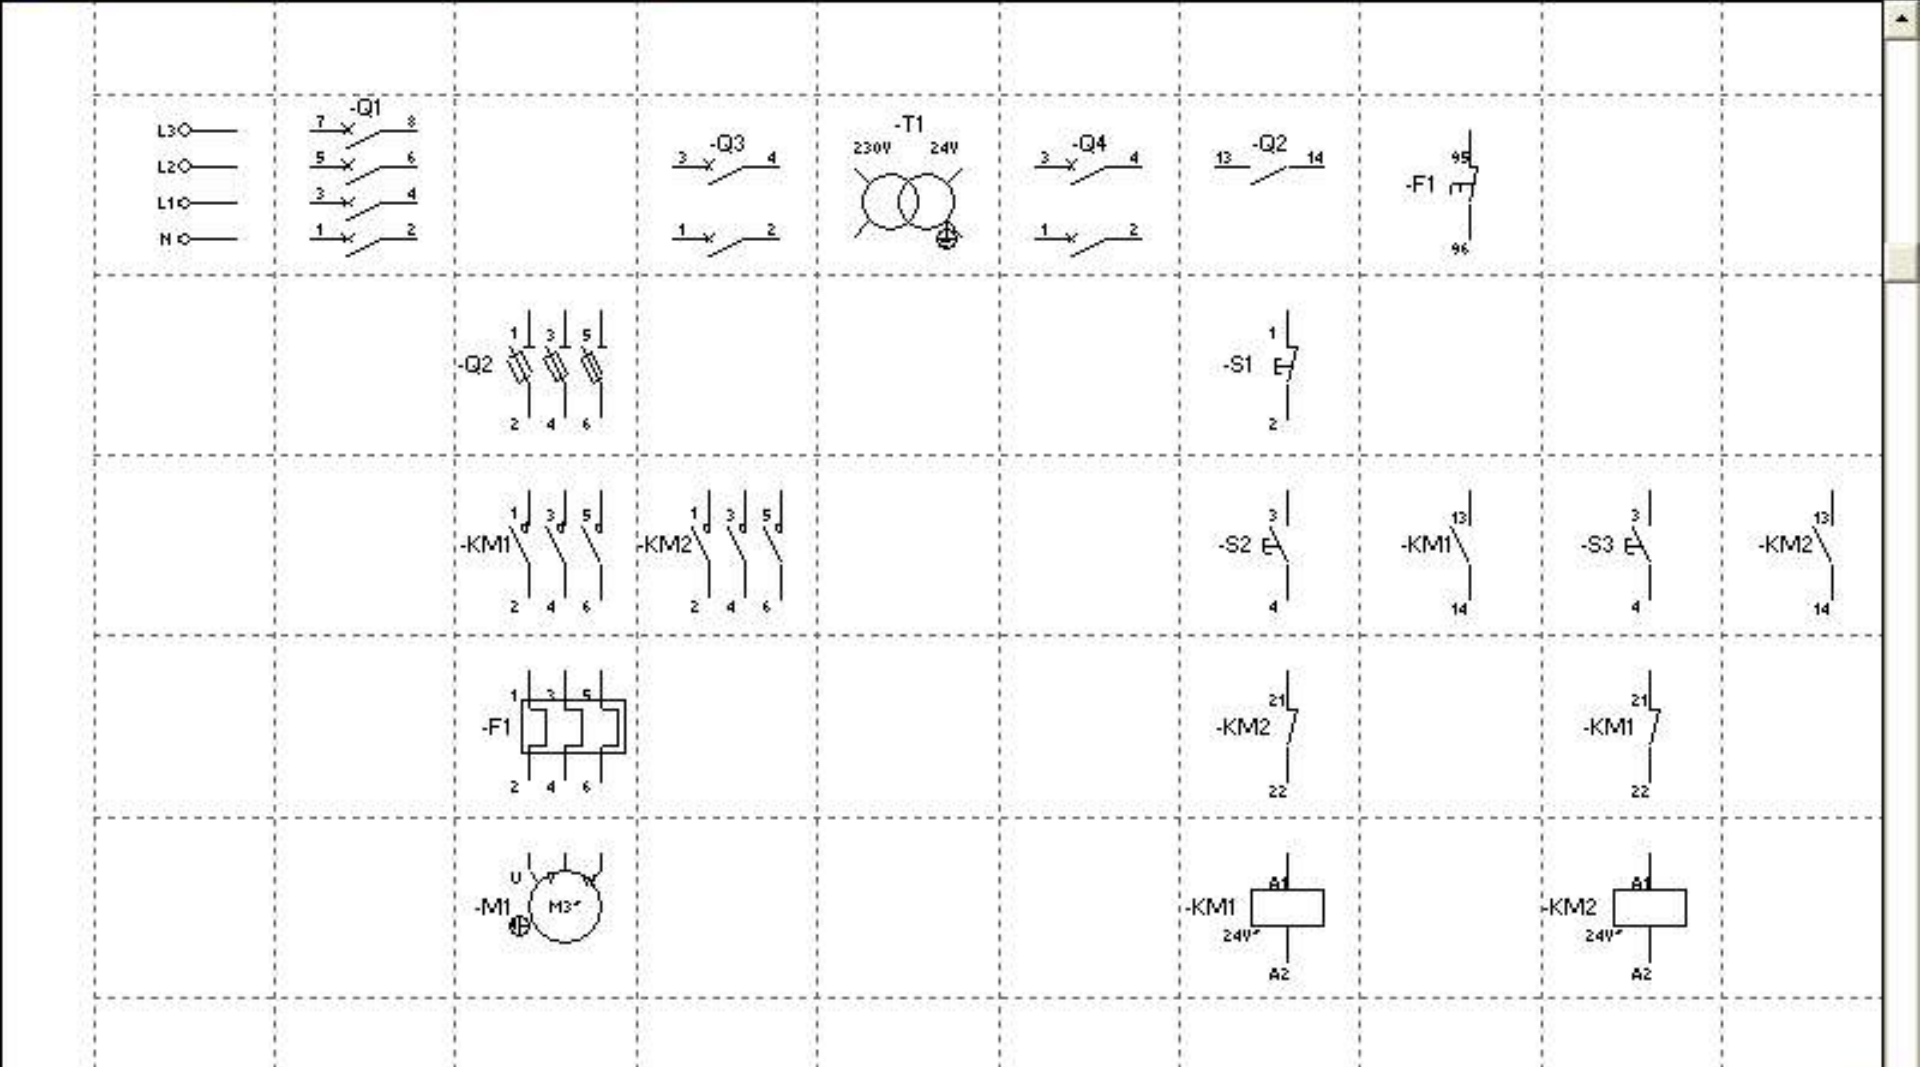 -Q1
-T1
L3 7 8 -Q3 230V 24V -Q4 -Q2
L2 5 6 3 4 3 4 13 14 95
-F1
L1 3 4
N 1 2 1 2 1 2 96
1 3 5 1
-Q2 -S1
2 4 6 2
1 3 5 1 3 5 3 13 3 13
-KM1 -KM2 -S2 -KM1 -S3 -KM2
2 4 6 2 4 6 4 14 4 14
1 3 5 21 21
-F1 -KM2 -KM1
2 4 6 22 22
U V W A1 A1
-M1 M3~ -KM1 -KM2
24V~ 24V~
A2 A2